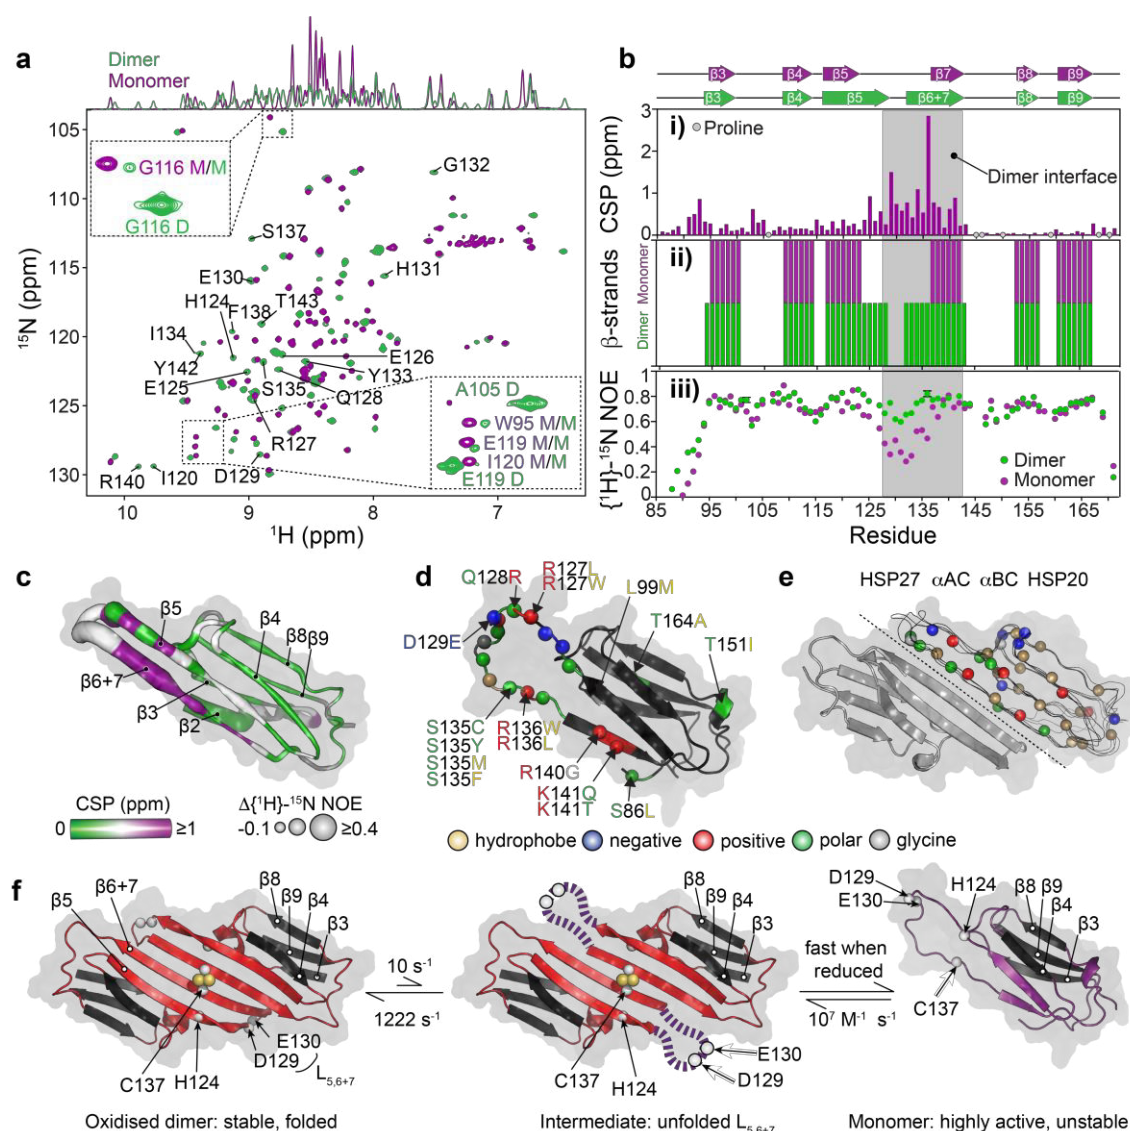 a
Dimer
Monomer
105
110
115
120
125
130
15N (ppm)
G116 M/M
G116 D
G132
S137
E130
H131
H124
F138
T143
I134
Y142
E125
S135
E126
Y133
Q128
R127
A105 D
W95 M/M
E119 M/M
I120 M/M
E119 D
R140
I120
D129
10
9
8
7
1H (ppm)
b
β3
β4
β5
β7
β8
β9
β3
β4
β5
β6+7
β8
β9
i)
Proline
Dimer interface
CSP (ppm)
3
2
1
0
ii)
β-strands
Dimer Monomer
iii)
{1H}-15N NOE
1
0.8
0.6
0.4
0.2
0
Dimer
Monomer
85
95
105
115
125
135
145
155
165
Residue
c
β5
β4
β8
β9
β6+7
β3
β2
CSP (ppm)
0
≥1
Δ{1H}-15N NOE
-0.1
≥0.4
d
Q128R
R127L
R127W
L99M
T164A
T151I
D129E
S135C
S135Y
S135M
S135F
R136W
R136L
R140G
K141Q
K141T
S86L
hydrophobe
negative
positive
polar
glycine
e
HSP27 αAC αBC HSP20
f
β5
β6+7
β8
β9
β4
β3
E130
D129
L5,6+7
C137
H124
Oxidised dimer: stable, folded
10 s-1
1222 s-1
β8
β9
β4
β3
C137
H124
E130
D129
Intermediate: unfolded L5,6+7
fast when
reduced
107 M-1 s-1
D129
E130
H124
β8
β9
β4
β3
C137
Monomer: highly active, unstable